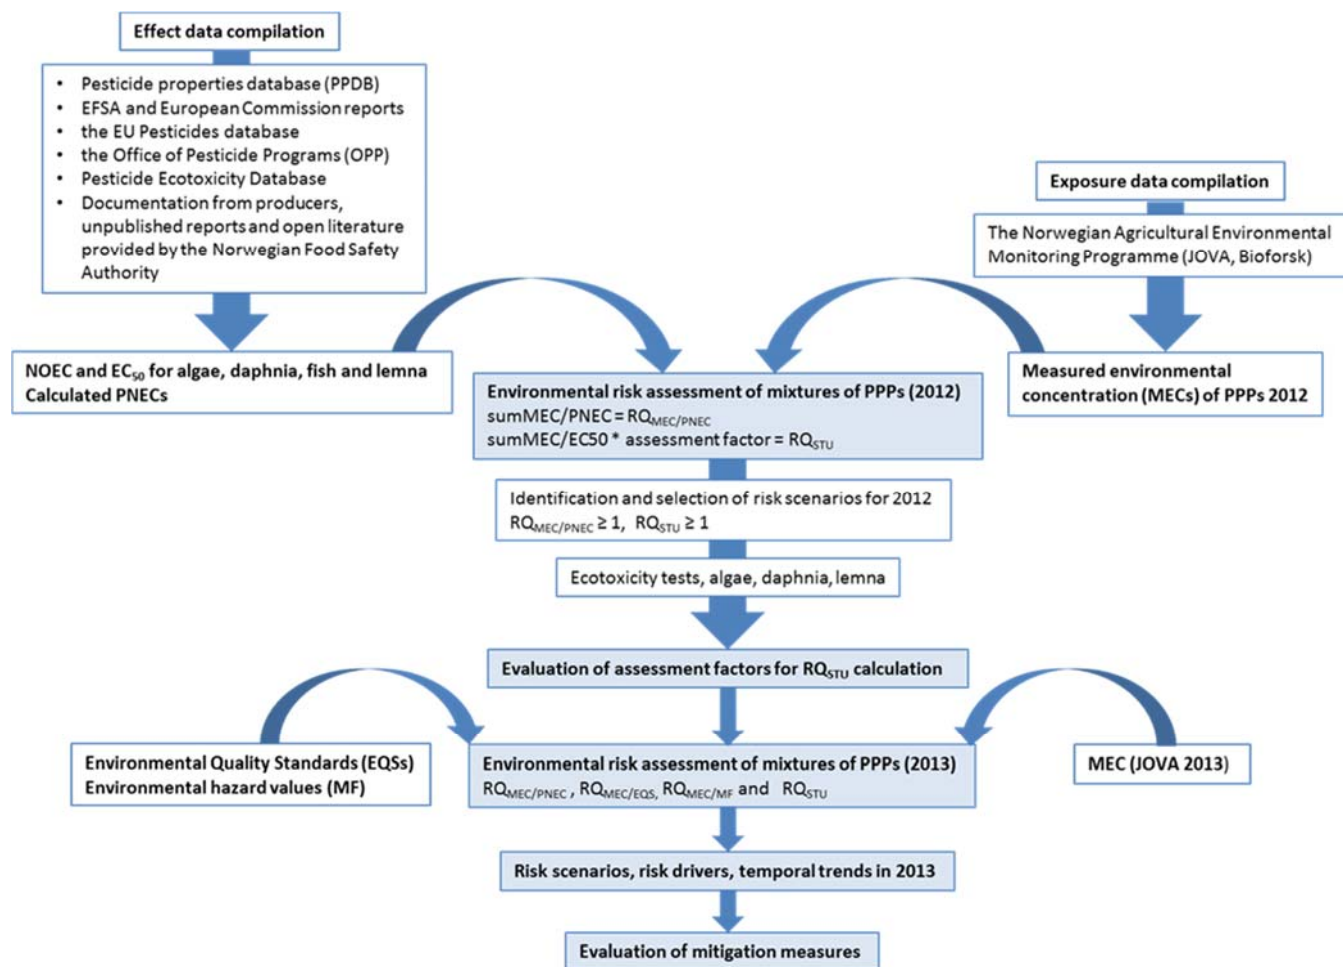 Effect data compilation
• Pesticide properties database (PPDB)
• EFSA and European Commission reports
• the EU Pesticides database
• the Office of Pesticide Programs (OPP)
• Pesticide Ecotoxicity Database
• Documentation from producers,
unpublished reports and open literature
provided by the Norwegian Food Safety
Authority
Exposure data compilation
The Norwegian Agricultural Environmental
Monitoring Programme (JOVA, Bioforsk)
NOEC and EC50 for algae, daphnia, fish and lemna
Calculated PNECs
Measured environmental
concentration (MECs) of PPPs 2012
Environmental risk assessment of mixtures of PPPs (2012)
sumMEC/PNEC = RQMEC/PNEC
sumMEC/EC50 * assessment factor = RQSTU
Identification and selection of risk scenarios for 2012
RQMEC/PNEC ≥ 1, RQSTU ≥ 1
Ecotoxicity tests, algae, daphnia, lemna
Evaluation of assessment factors for RQSTU calculation
Environmental Quality Standards (EQSs)
Environmental hazard values (MF)
Environmental risk assessment of mixtures of PPPs (2013)
RQMEC/PNEC , RQMEC/EQS, RQMEC/MF and RQSTU
MEC (JOVA 2013)
Risk scenarios, risk drivers, temporal trends in 2013
Evaluation of mitigation measures